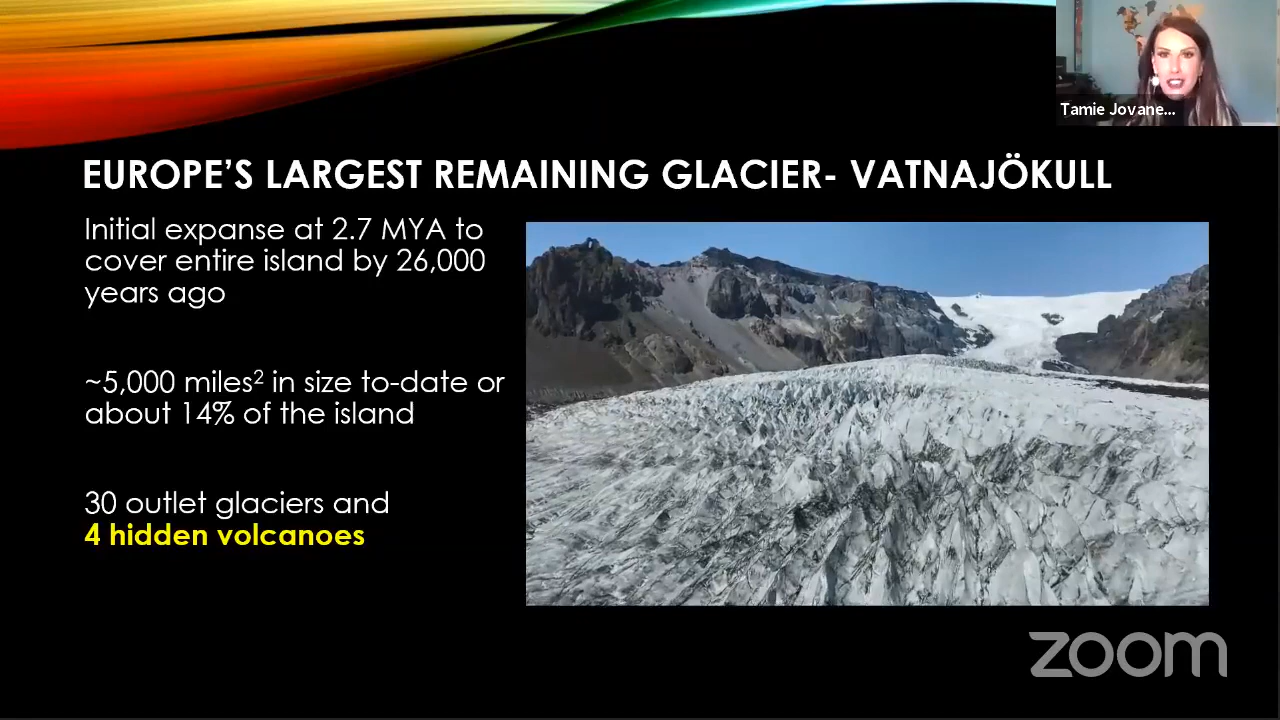 Tamie Jovane...
EUROPE’S LARGEST REMAINING GLACIER- VATNAJÖKULL
Initial expanse at 2.7 MYA to
cover entire island by 26,000
years ago
~5,000 miles² in size to-date or
about 14% of the island
30 outlet glaciers and
4 hidden volcanoes
zoom